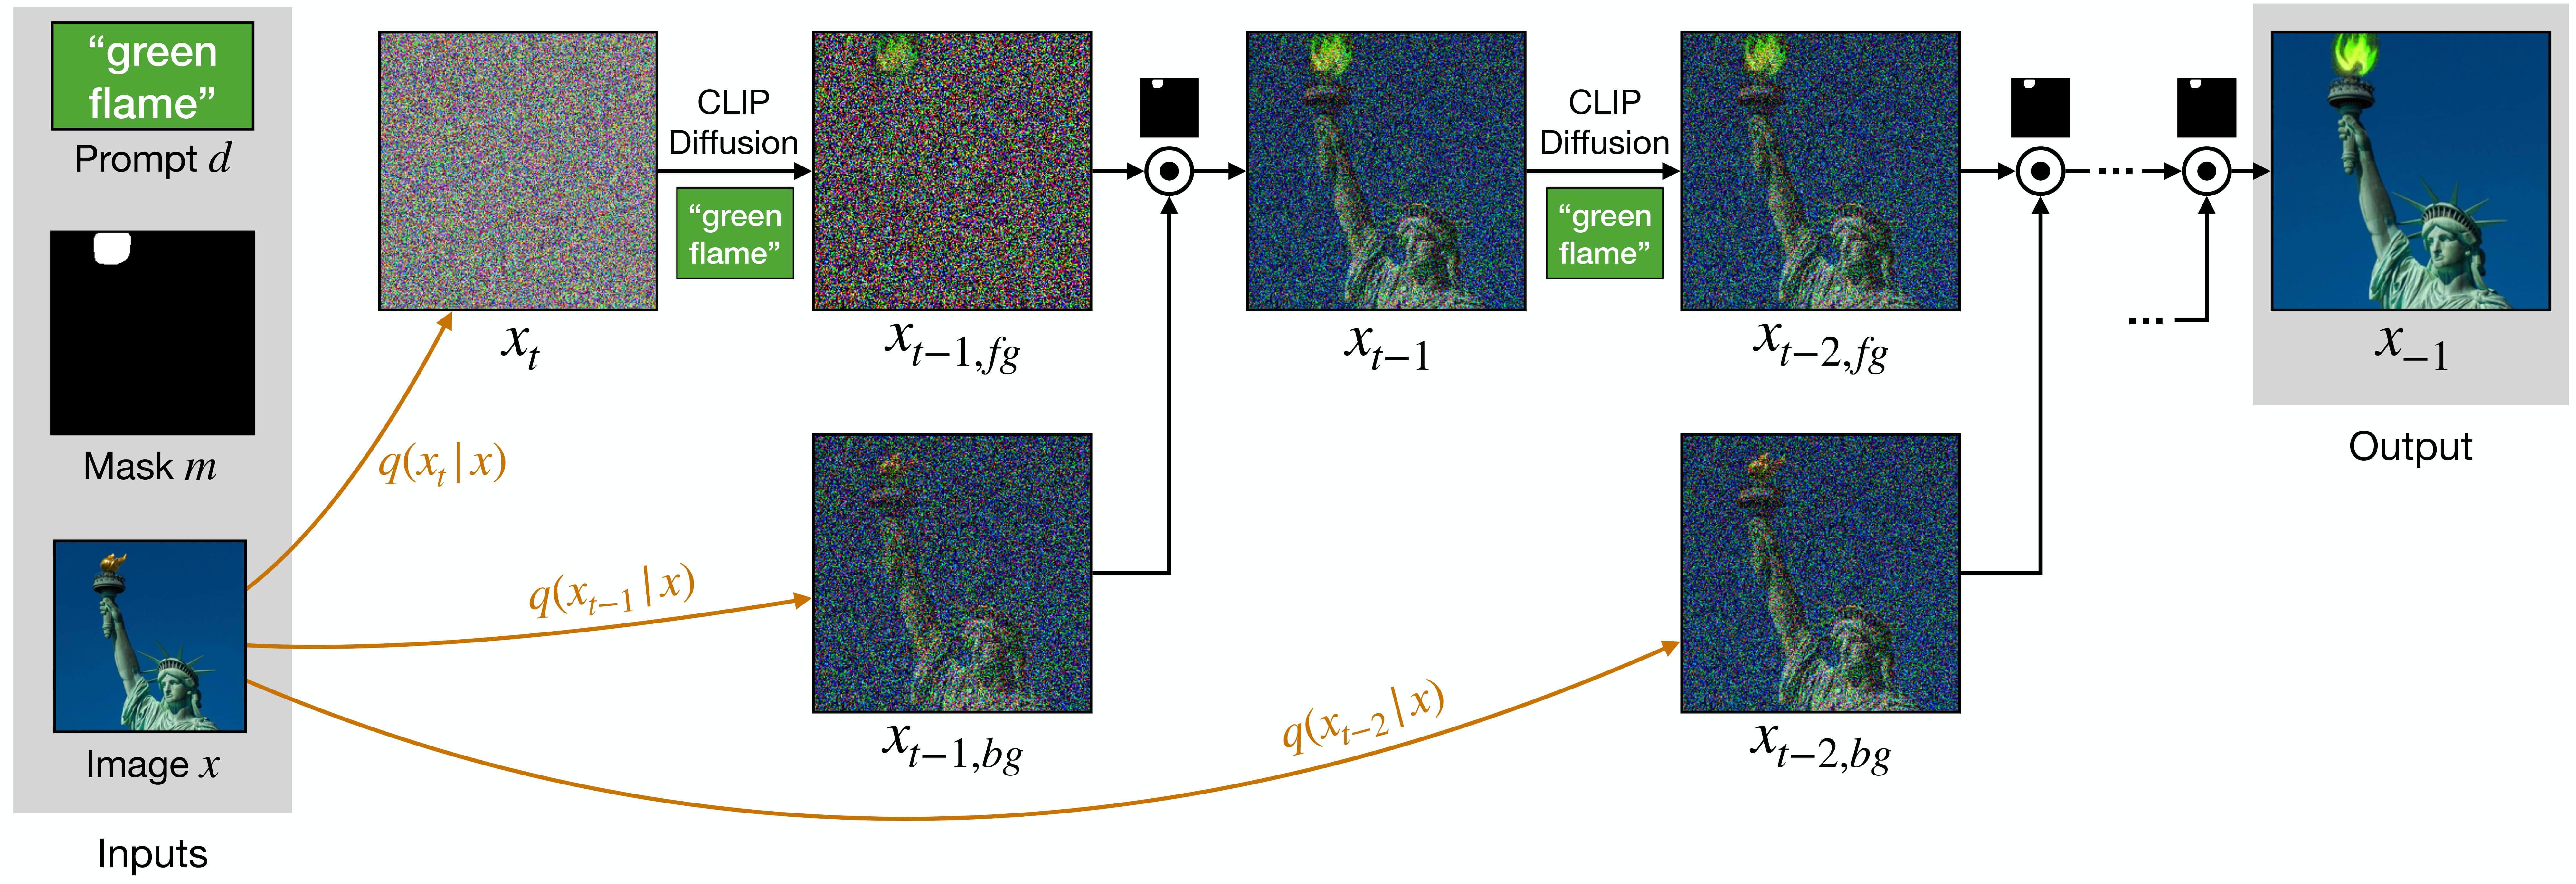 “green
flame”
Prompt d
Mask m
Image x
Inputs
q(x_t | x)
q(x_{t−1} | x)
q(x_{t−2} | x)
x_t
CLIP
Diffusion
“green
flame”
x_{t−1,fg}
x_{t−1,bg}
x_{t−1}
CLIP
Diffusion
“green
flame”
x_{t−2,fg}
x_{t−2,bg}
...
...
x_{−1}
Output